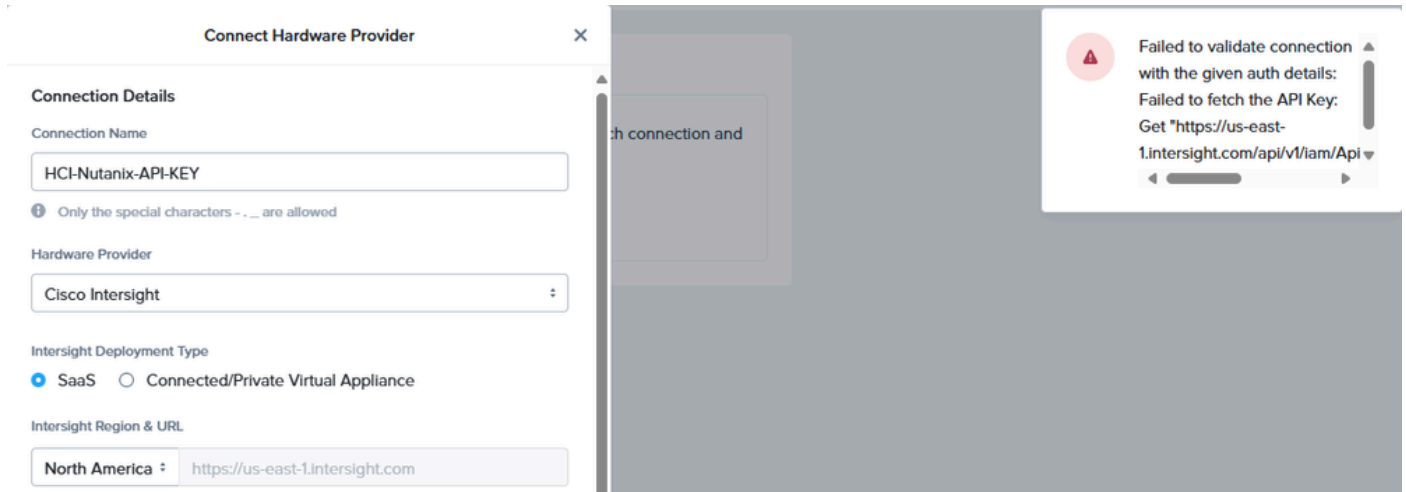 Connect Hardware Provider
Connection Details
Connection Name
HCI-Nutanix-API-KEY
Only the special characters - . _ are allowed
Hardware Provider
Cisco Intersight
Intersight Deployment Type
SaaS
Connected/Private Virtual Appliance
Intersight Region & URL
North America
https://us-east-1.intersight.com
ch connection and
Failed to validate connection
with the given auth details:
Failed to fetch the API Key:
Get "https://us-east-
1.intersight.com/api/v1/iam/Api